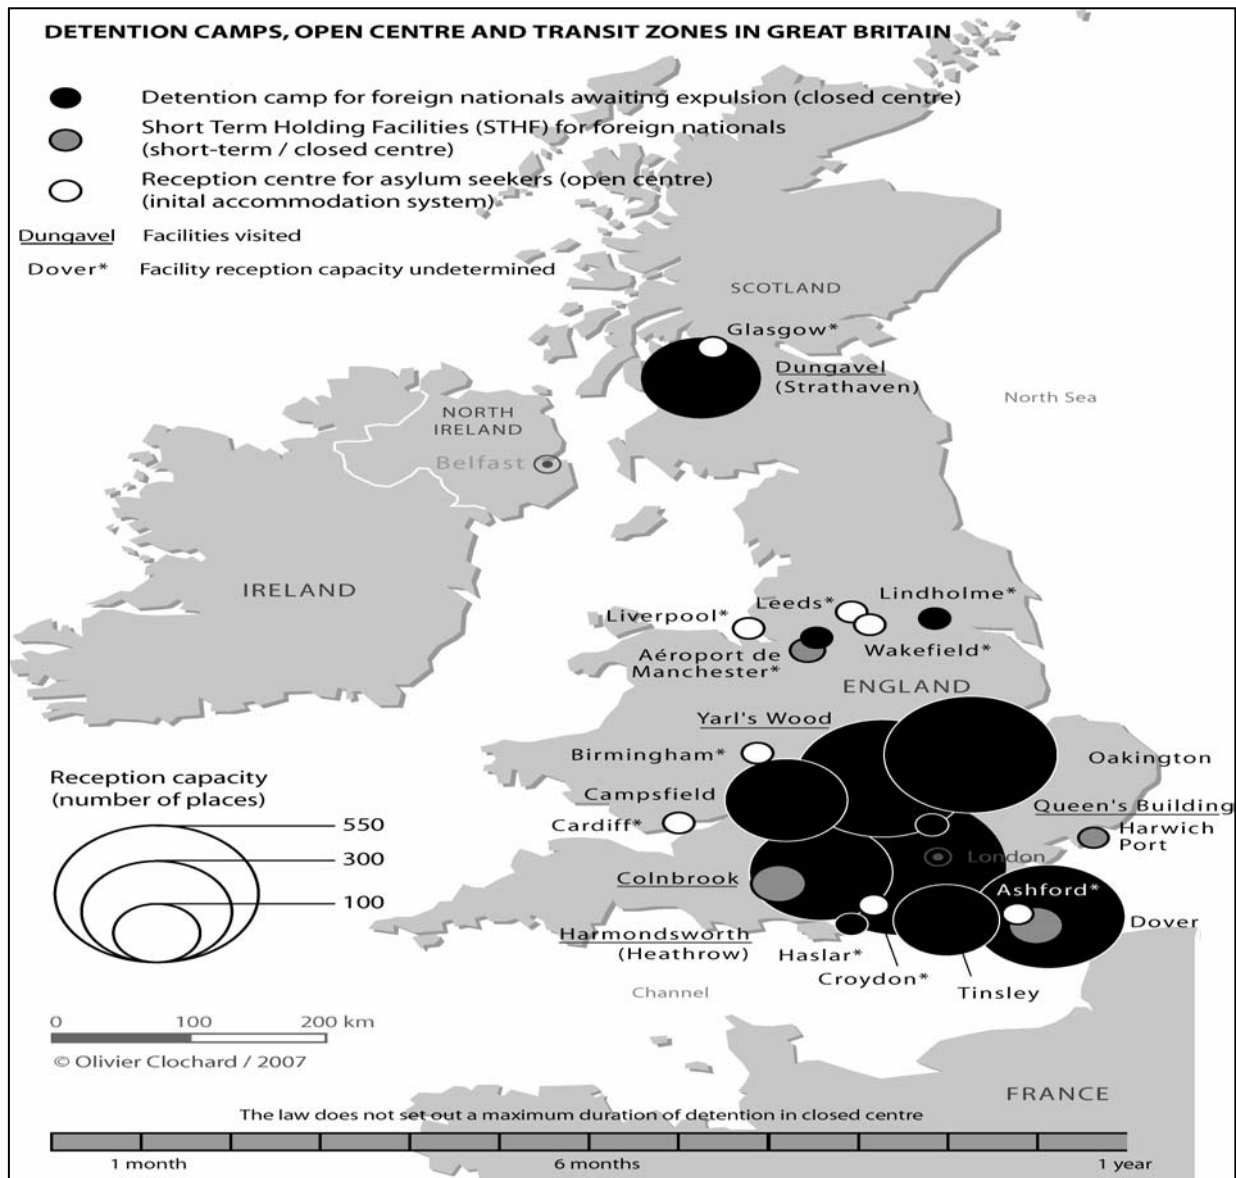 DETENTION CAMPS, OPEN CENTRE AND TRANSIT ZONES IN GREAT BRITAIN
Detention camp for foreign nationals awaiting expulsion (closed centre)
Short Term Holding Facilities (STHF) for foreign nationals
(short-term / closed centre)
Reception centre for asylum seekers (open centre)
(inital accommodation system)
Dungavel Facilities visited
Dover* Facility reception capacity undetermined
SCOTLAND
Glasgow*
Dungavel
(Strathaven)
North Sea
NORTH
IRELAND
Belfast
IRELAND
Liverpool*
Leeds*
Lindholme*
Aéroport de
Manchester*
Wakefield*
ENGLAND
Yarl's Wood
Birmingham*
Oakington
Campsfield
Queen's Building
Cardiff*
Harwich
Port
London
Colnbrook
Ashford*
Dover
Harmondsworth
(Heathrow)
Haslar*
Croydon*
Tinsley
Channel
Reception capacity
(number of places)
550
300
100
0 100 200 km
© Olivier Clochard / 2007
FRANCE
The law does not set out a maximum duration of detention in closed centre
1 month 6 months 1 year